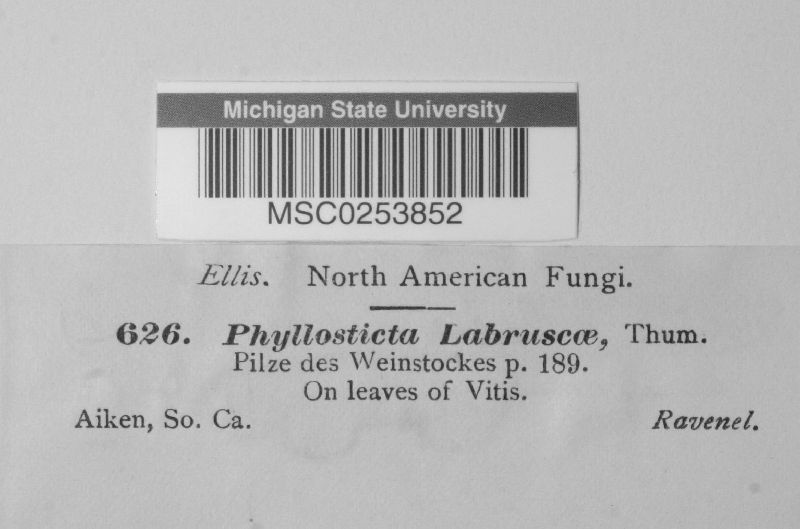 Michigan State University
MSC0253852
Ellis. North American Fungi.
626. Phyllosticta Labruscæ, Thum.
Pilze des Weinstockes p. 189.
On leaves of Vitis.
Aiken, So. Ca. Ravenel.